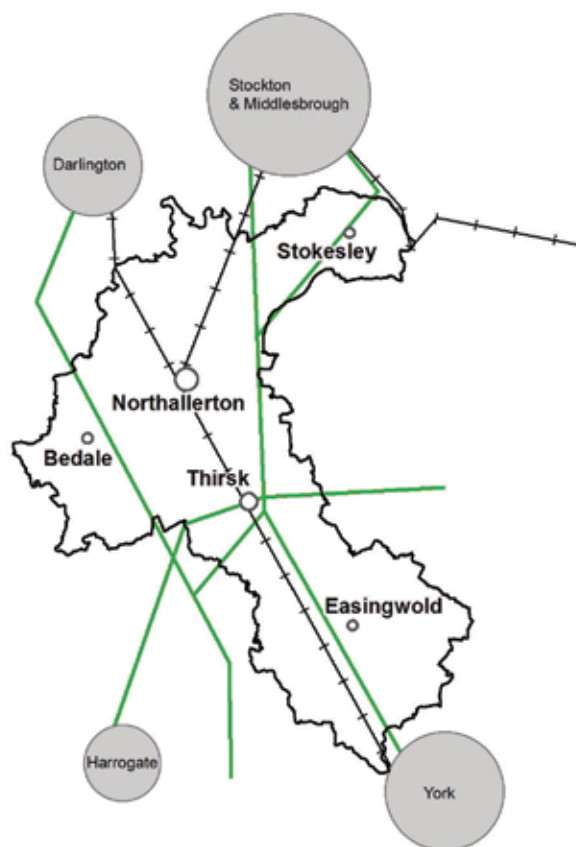 Stockton
& Middlesbrough
Darlington
Stokesley
Northallerton
Bedale
Thirsk
Easingwold
Harrogate
York